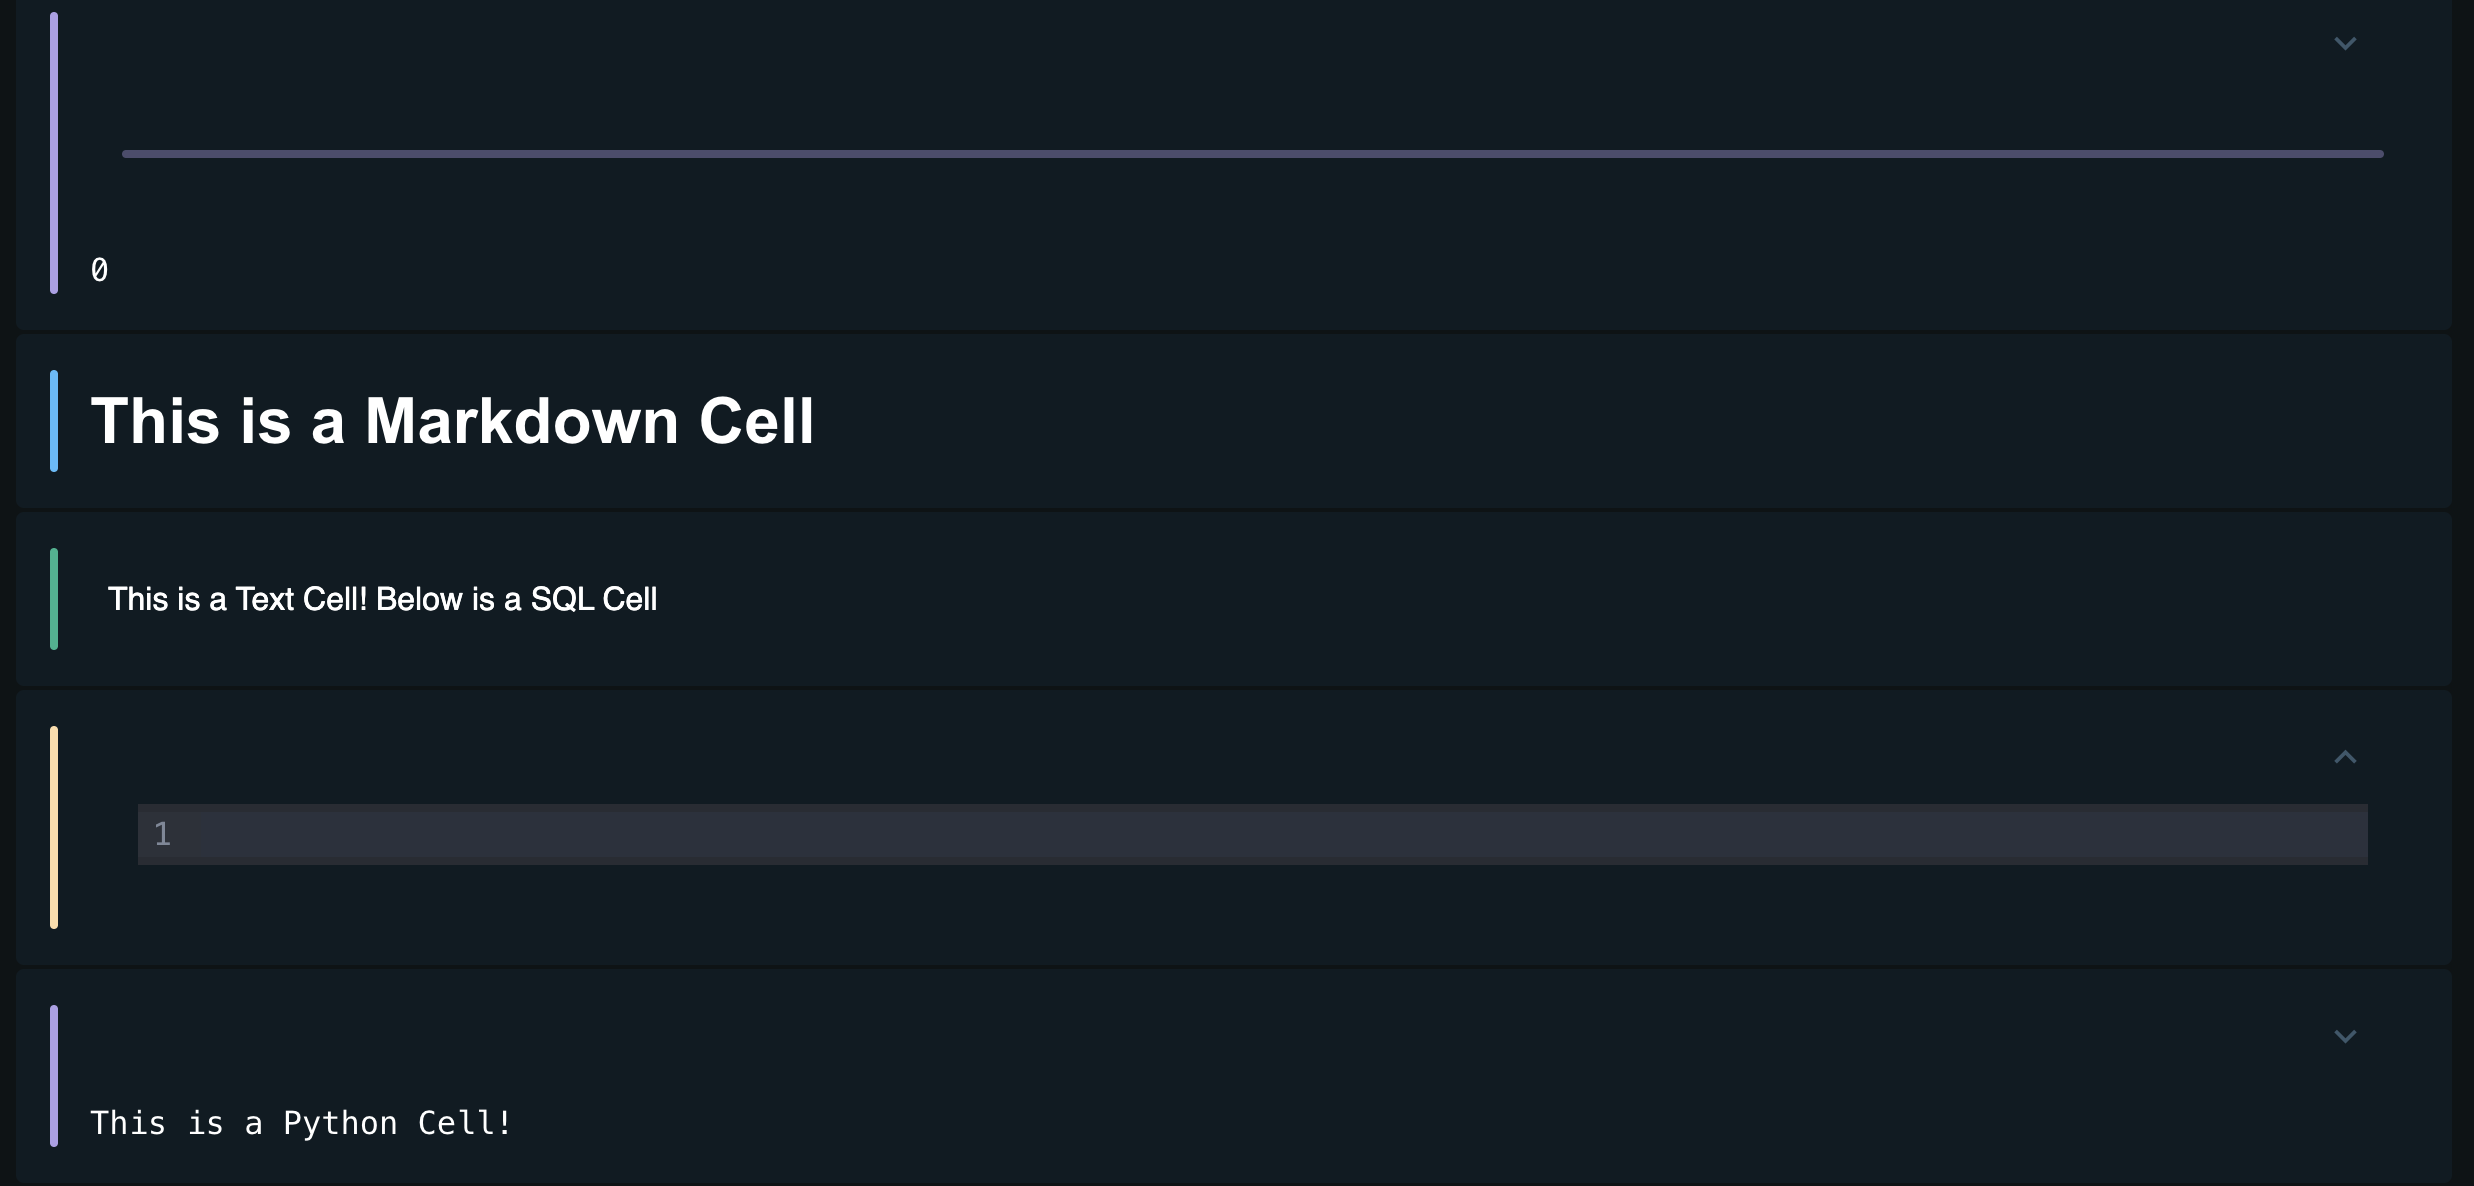 0
This is a Markdown Cell
This is a Text Cell! Below is a SQL Cell
1
This is a Python Cell!